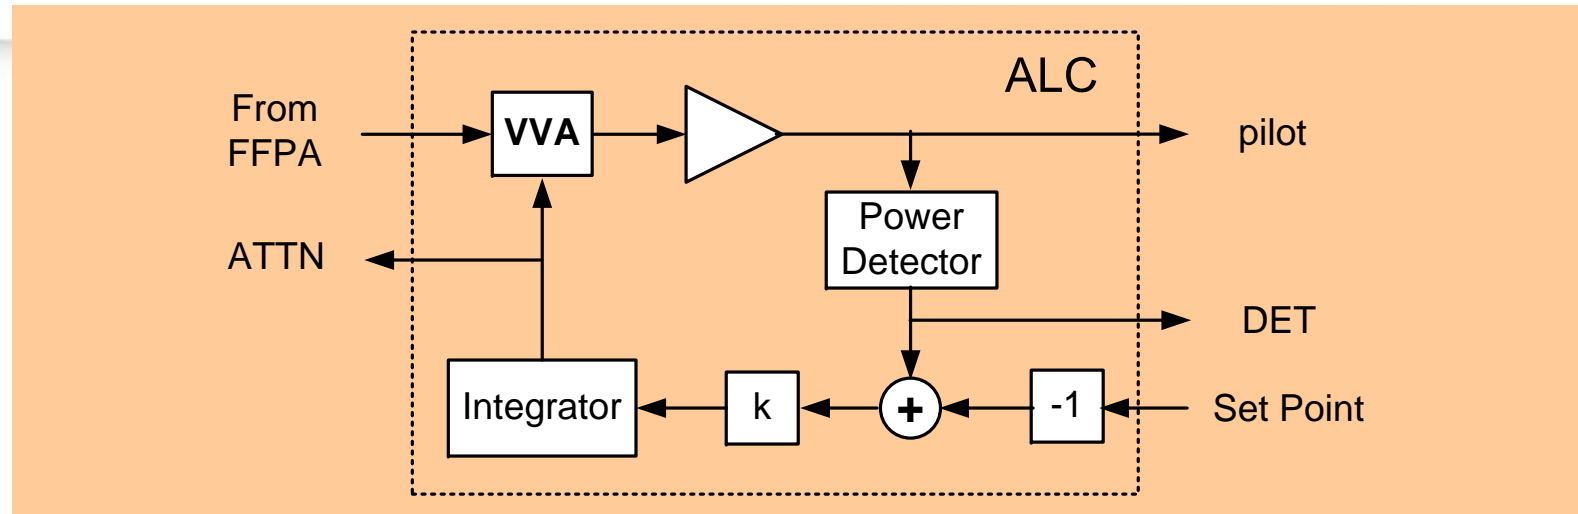 ALC
From
FFPA
VVA
pilot
Power
Detector
ATTN
DET
Integrator
k
+
-1
Set Point